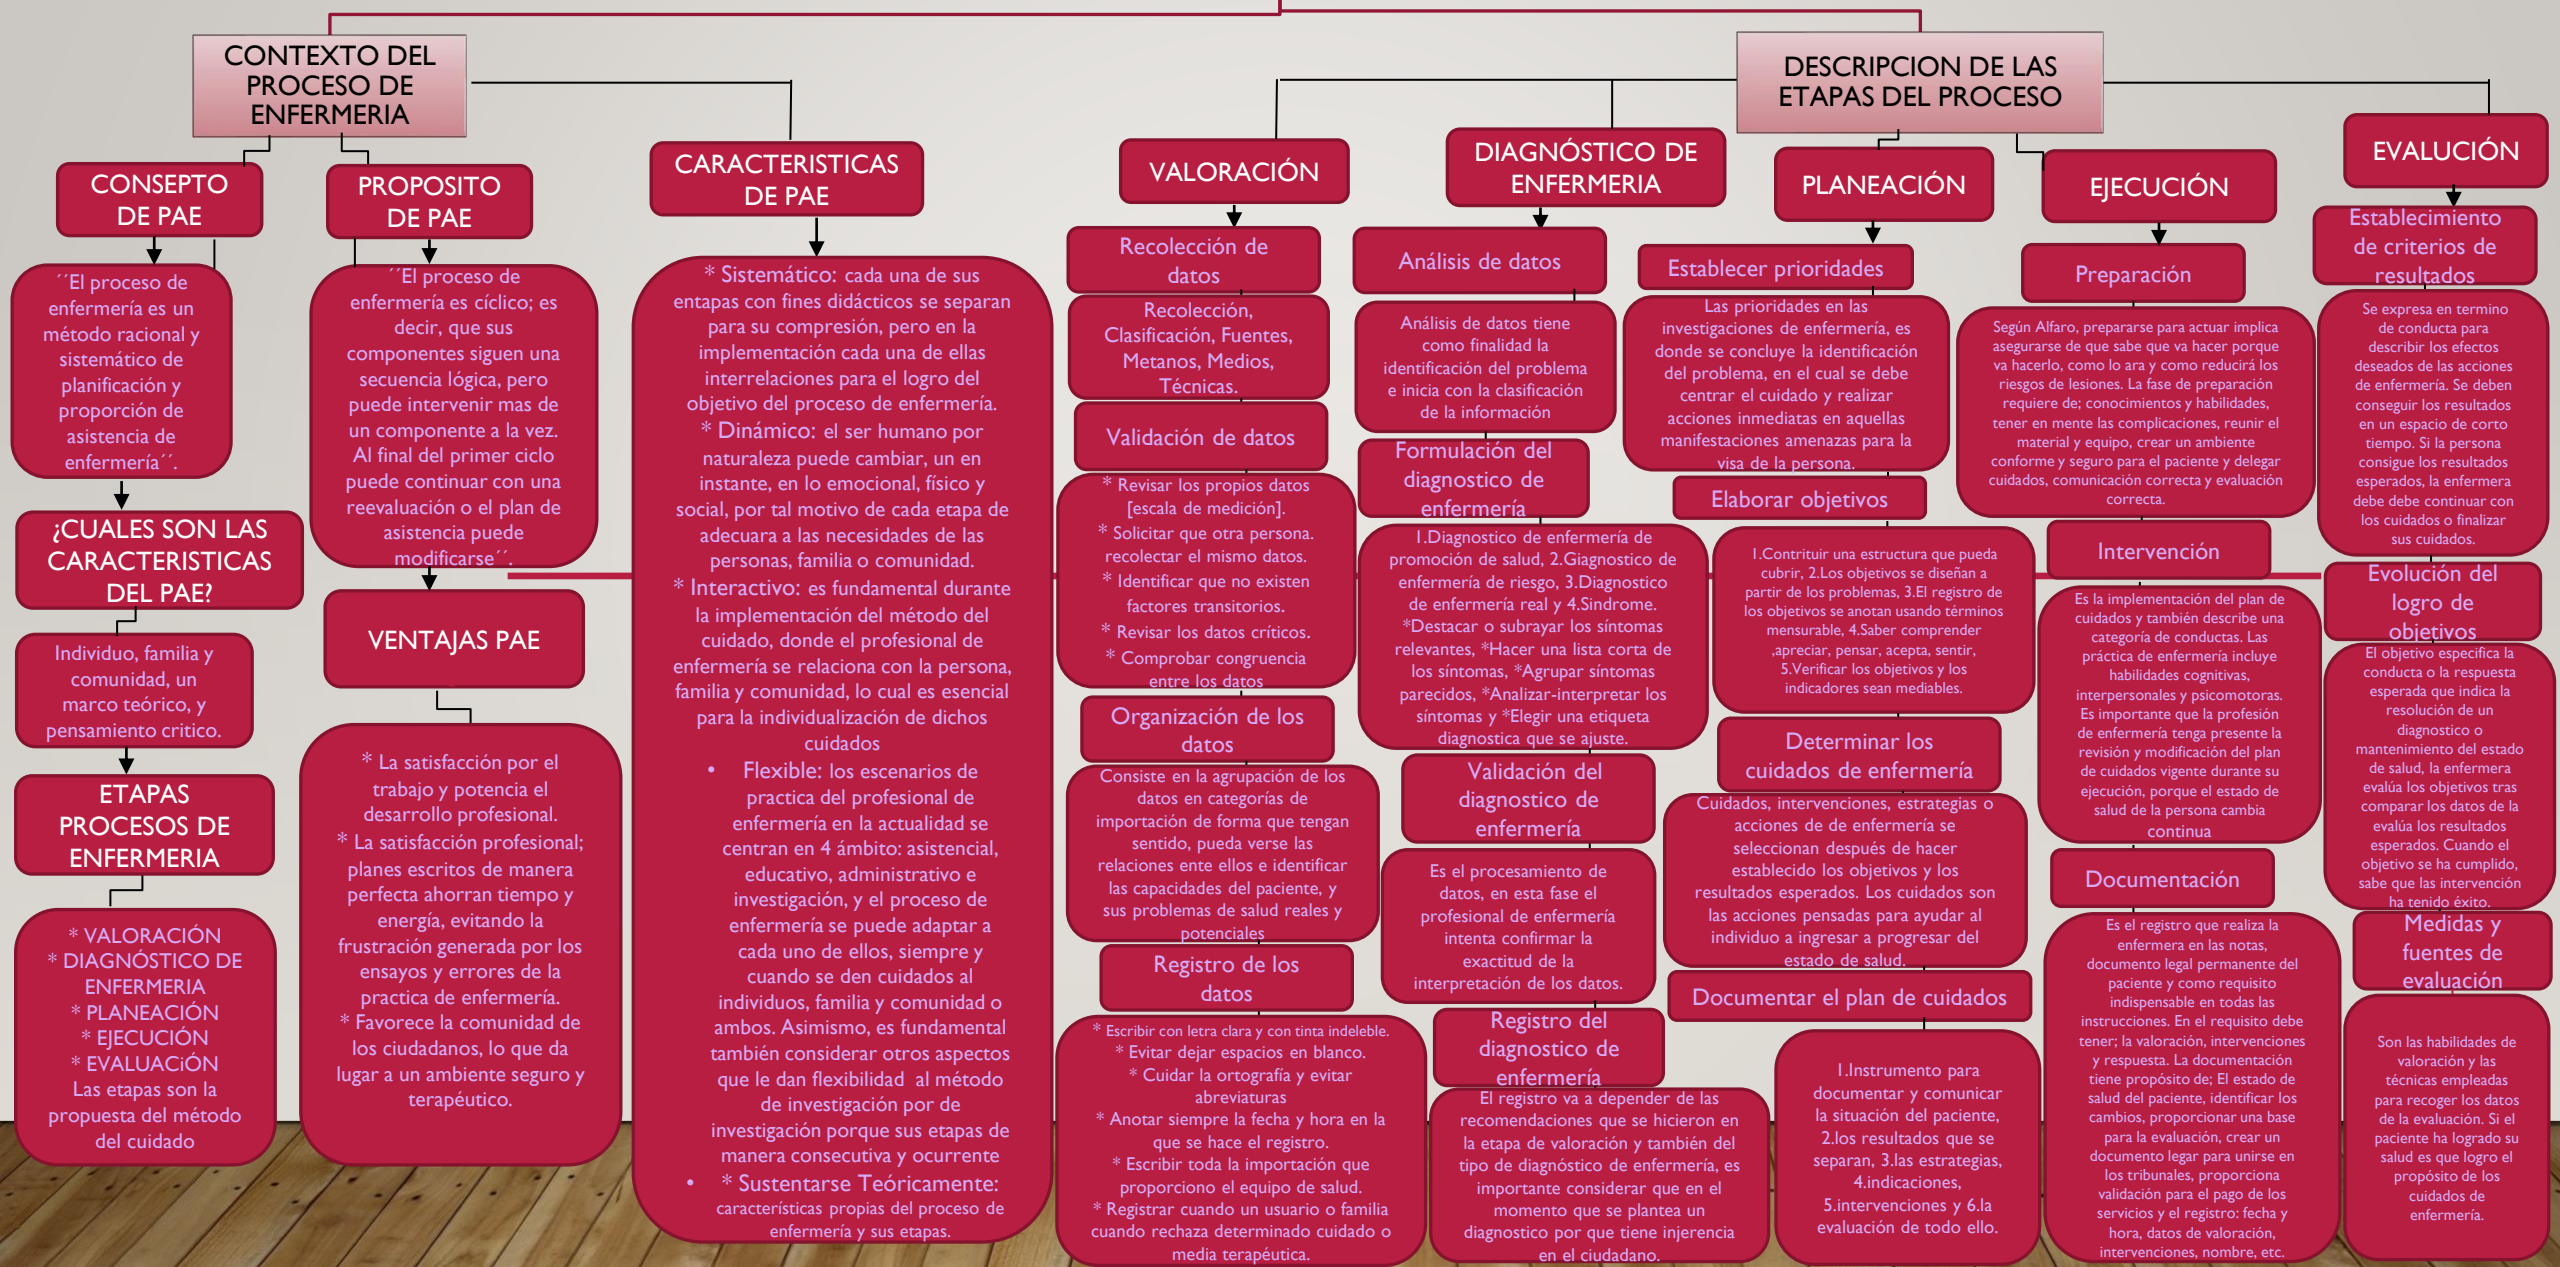 CONTEXTO DEL
PROCESO DE
ENFERMERIA
CONSEPTO
DE PAE
´´El proceso de
enfermería es un
método racional y
sistemático de
planificación y
proporción de
asistencia de
enfermería´´.
¿CUALES SON LAS
CARACTERISTICAS
DEL PAE?
Individuo, familia y
comunidad, un
marco teórico, y
pensamiento critico.
ETAPAS
PROCESOS DE
ENFERMERIA
* VALORACIÓN
* DIAGNÓSTICO DE
ENFERMERIA
* PLANEACIÓN
* EJECUCIÓN
* EVALUACiÓN
Las etapas son la
propuesta del método
del cuidado
PROPOSITO
DE PAE
´´El proceso de
enfermería es cíclico; es
decir, que sus
componentes siguen una
secuencia lógica, pero
puede intervenir mas de
un componente a la vez.
Al final del primer ciclo
puede continuar con una
reevaluación o el plan de
asistencia puede
modificarse´´.
VENTAJAS PAE
* La satisfacción por el
trabajo y potencia el
desarrollo profesional.
* La satisfacción profesional;
planes escritos de manera
perfecta ahorran tiempo y
energía, evitando la
frustración generada por los
ensayos y errores de la
practica de enfermería.
* Favorece la comunidad de
los ciudadanos, lo que da
lugar a un ambiente seguro y
terapéutico.
CARACTERISTICAS
DE PAE
* Sistemático: cada una de sus
entapas con fines didácticos se separan
para su compresión, pero en la
implementación cada una de ellas
interrelaciones para el logro del
objetivo del proceso de enfermería.
* Dinámico: el ser humano por
naturaleza puede cambiar, un en
instante, en lo emocional, físico y
social, por tal motivo de cada etapa de
adecuara a las necesidades de las
personas, familia o comunidad.
* Interactivo: es fundamental durante
la implementación del método del
cuidado, donde el profesional de
enfermería se relaciona con la persona,
familia y comunidad, lo cual es esencial
para la individualización de dichos
cuidados
• Flexible: los escenarios de
practica del profesional de
enfermería en la actualidad se
centran en 4 ámbito: asistencial,
educativo, administrativo e
investigación, y el proceso de
enfermería se puede adaptar a
cada uno de ellos, siempre y
cuando se den cuidados al
individuos, familia y comunidad o
ambos. Asimismo, es fundamental
también considerar otros aspectos
que le dan flexibilidad al método
de investigación por de
investigación porque sus etapas de
manera consecutiva y ocurrente
• * Sustentarse Teóricamente:
características propias del proceso de
enfermería y sus etapas.
DESCRIPCION DE LAS
ETAPAS DEL PROCESO
VALORACIÓN
Recolección de
datos
Recolección,
Clasificación, Fuentes,
Metanos, Medios,
Técnicas.
Validación de datos
* Revisar los propios datos
[escala de medición].
* Solicitar que otra persona.
recolectar el mismo datos.
* Identificar que no existen
factores transitorios.
* Revisar los datos críticos.
* Comprobar congruencia
entre los datos
Organización de los
datos
Consiste en la agrupación de los
datos en categorías de
importación de forma que tengan
sentido, pueda verse las
relaciones ente ellos e identificar
las capacidades del paciente, y
sus problemas de salud reales y
potenciales
Registro de los
datos
* Escribir con letra clara y con tinta indeleble.
* Evitar dejar espacios en blanco.
* Cuidar la ortografía y evitar
abreviaturas
* Anotar siempre la fecha y hora en la
que se hace el registro.
* Escribir toda la importación que
proporciono el equipo de salud.
* Registrar cuando un usuario o familia
cuando rechaza determinado cuidado o
media terapéutica.
DIAGNÓSTICO DE
ENFERMERIA
Análisis de datos
Análisis de datos tiene
como finalidad la
identificación del problema
e inicia con la clasificación
de la información
Formulación del
diagnostico de
enfermería
1.Diagnostico de enfermería de
promoción de salud, 2.Giagnostico de
enfermería de riesgo, 3.Diagnostico
de enfermería real y 4.Sindrome.
*Destacar o subrayar los síntomas
relevantes, *Hacer una lista corta de
los síntomas, *Agrupar síntomas
parecidos, *Analizar-interpretar los
síntomas y *Elegir una etiqueta
diagnostica que se ajuste.
Validación del
diagnostico de
enfermería
Es el procesamiento de
datos, en esta fase el
profesional de enfermería
intenta confirmar la
exactitud de la
interpretación de los datos.
Registro del
diagnostico de
enfermería
El registro va a depender de las
recomendaciones que se hicieron en
la etapa de valoración y también del
tipo de diagnóstico de enfermería, es
importante considerar que en el
momento que se plantea un
diagnostico por que tiene injerencia
en el ciudadano.
PLANEACIÓN
Establecer prioridades
Las prioridades en las
investigaciones de enfermería, es
donde se concluye la identificación
del problema, en el cual se debe
centrar el cuidado y realizar
acciones inmediatas en aquellas
manifestaciones amenazas para la
visa de la persona.
Elaborar objetivos
1.Contrituir una estructura que pueda
cubrir, 2.Los objetivos se diseñan a
partir de los problemas, 3.El registro de
los objetivos se anotan usando términos
mensurable, 4.Saber comprender
,apreciar, pensar, acepta, sentir,
5.Verificar los objetivos y los
indicadores sean mediables.
Determinar los
cuidados de enfermería
Cuidados, intervenciones, estrategias o
acciones de de enfermería se
seleccionan después de hacer
establecido los objetivos y los
resultados esperados. Los cuidados son
las acciones pensadas para ayudar al
individuo a ingresar a progresar del
estado de salud.
Documentar el plan de cuidados
1.Instrumento para
documentar y comunicar
la situación del paciente,
2.los resultados que se
separan, 3.las estrategias,
4.indicaciones,
5.intervenciones y 6.la
evaluación de todo ello.
EJECUCIÓN
Preparación
Según Alfaro, prepararse para actuar implica
asegurarse de que sabe que va hacer porque
va hacerlo, como lo ara y como reducirá los
riesgos de lesiones. La fase de preparación
requiere de; conocimientos y habilidades,
tener en mente las complicaciones, reunir el
material y equipo, crear un ambiente
conforme y seguro para el paciente y delegar
cuidados, comunicación correcta y evaluación
correcta.
Intervención
Es la implementación del plan de
cuidados y también describe una
categoría de conductas. Las
práctica de enfermería incluye
habilidades cognitivas,
interpersonales y psicomotoras.
Es importante que la profesión
de enfermería tenga presente la
revisión y modificación del plan
de cuidados vigente durante su
ejecución, porque el estado de
salud de la persona cambia
continua
Documentación
Es el registro que realiza la
enfermera en las notas,
documento legal permanente del
paciente y como requisito
indispensable en todas las
instrucciones. En el requisito debe
tener; la valoración, intervenciones
y respuesta. La documentación
tiene propósito de; El estado de
salud del paciente, identificar los
cambios, proporcionar una base
para la evaluación, crear un
documento legar para unirse en
los tribunales, proporciona
validación para el pago de los
servicios y el registro: fecha y
hora, datos de valoración,
intervenciones, nombre, etc.
EVALUCIÓN
Establecimiento
de criterios de
resultados
Se expresa en termino
de conducta para
describir los efectos
deseados de las acciones
de enfermería. Se deben
conseguir los resultados
en un espacio de corto
tiempo. Si la persona
consigue los resultados
esperados, la enfermera
debe debe continuar con
los cuidados o finalizar
sus cuidados.
Evolución del
logro de
objetivos
El objetivo especifica la
conducta o la respuesta
esperada que indica la
resolución de un
diagnostico o
mantenimiento del estado
de salud, la enfermera
evalúa los objetivos tras
comparar los datos de la
evalúa los resultados
esperados. Cuando el
objetivo se ha cumplido,
sabe que las intervención
ha tenido éxito.
Medidas y
fuentes de
evaluación
Son las habilidades de
valoración y las
técnicas empleadas
para recoger los datos
de la evaluación. Si el
paciente ha logrado su
salud es que logro el
propósito de los
cuidados de
enfermería.